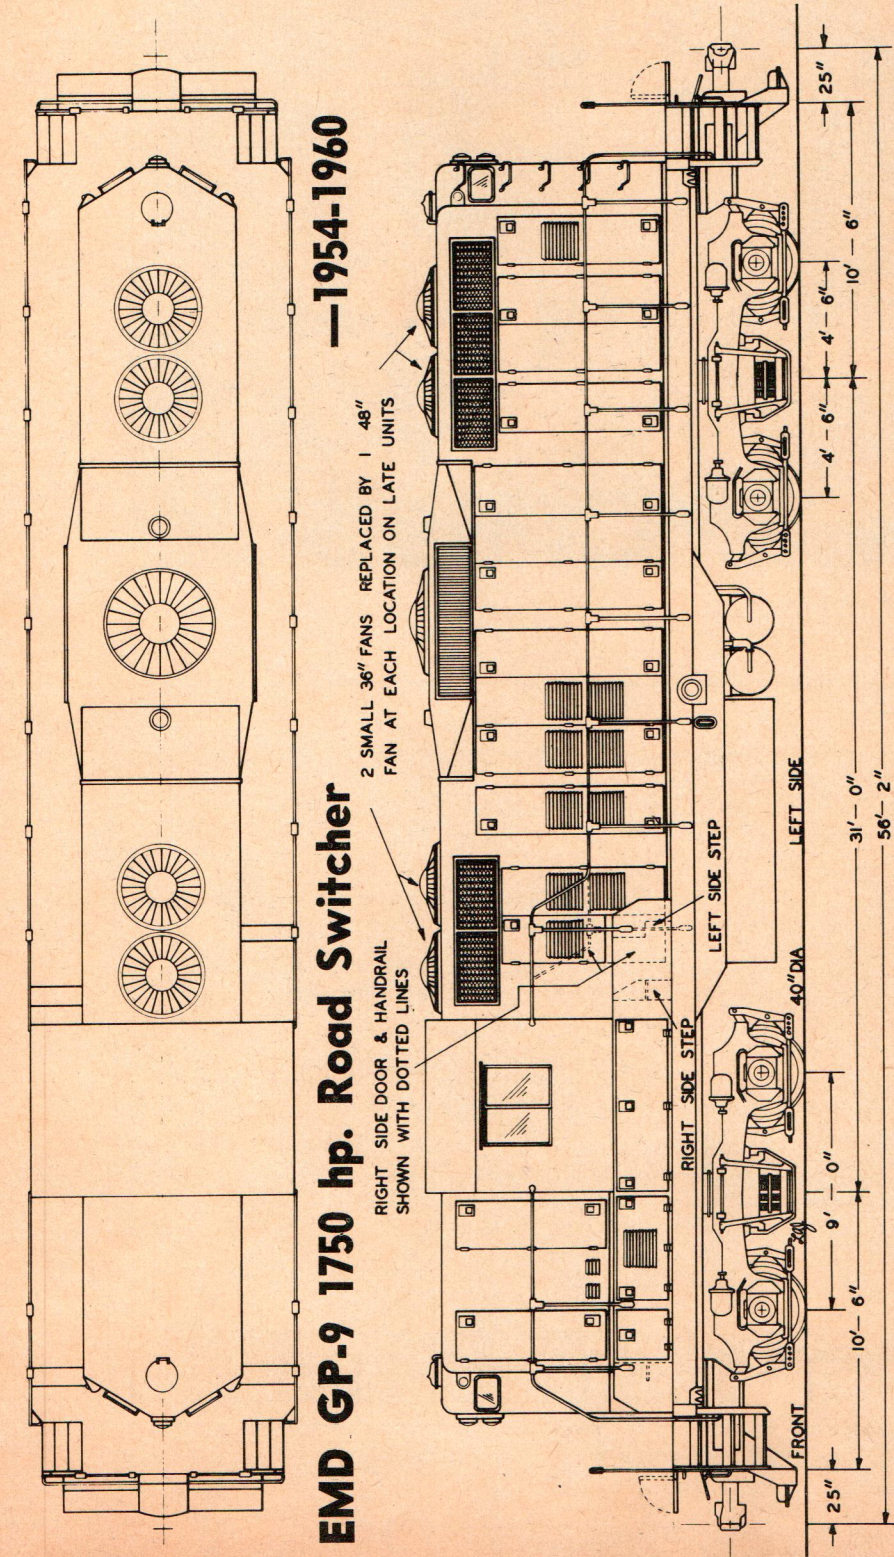 EMD GP-9 1750 hp. Road Switcher —1954-1960
RIGHT SIDE DOOR & HANDRAIL
SHOWN WITH DOTTED LINES
2 SMALL 36" FANS REPLACED BY 1 48"
FAN AT EACH LOCATION ON LATE UNITS
RIGHT SIDE STEP
LEFT SIDE STEP
FRONT
40" DIA
LEFT SIDE
25"
9' — 0"
4' — 6"
4' — 6"
25"
10' — 6"
31' — 0"
10' — 6"
56' — 2"